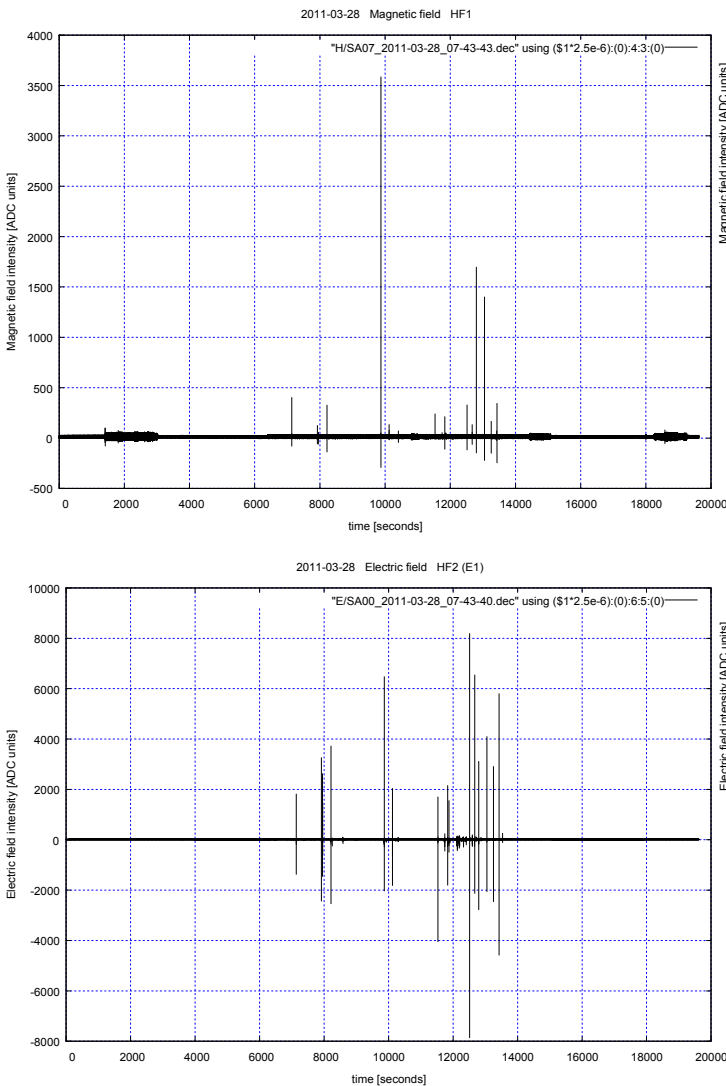 2011-03-28 Magnetic field HF1
4000
3500
3000
2500
2000
1500
1000
500
0
-500
"H/SA07_2011-03-28_07-43-43.dec" using ($1*2.5e-6):(0):4:3:(0)
Magnetic field intensity [ADC units]
Magnetic field intensity [ADC units]
0 2000 4000 6000 8000 10000 12000 14000 16000 18000 20000
time [seconds]
2011-03-28 Electric field HF2 (E1)
10000
8000
6000
4000
2000
0
-2000
-4000
-6000
-8000
"E/SA00_2011-03-28_07-43-40.dec" using ($1*2.5e-6):(0):6:5:(0)
Electric field intensity [ADC units]
Electric field intensity [ADC units]
0 2000 4000 6000 8000 10000 12000 14000 16000 18000 20000
time [seconds]